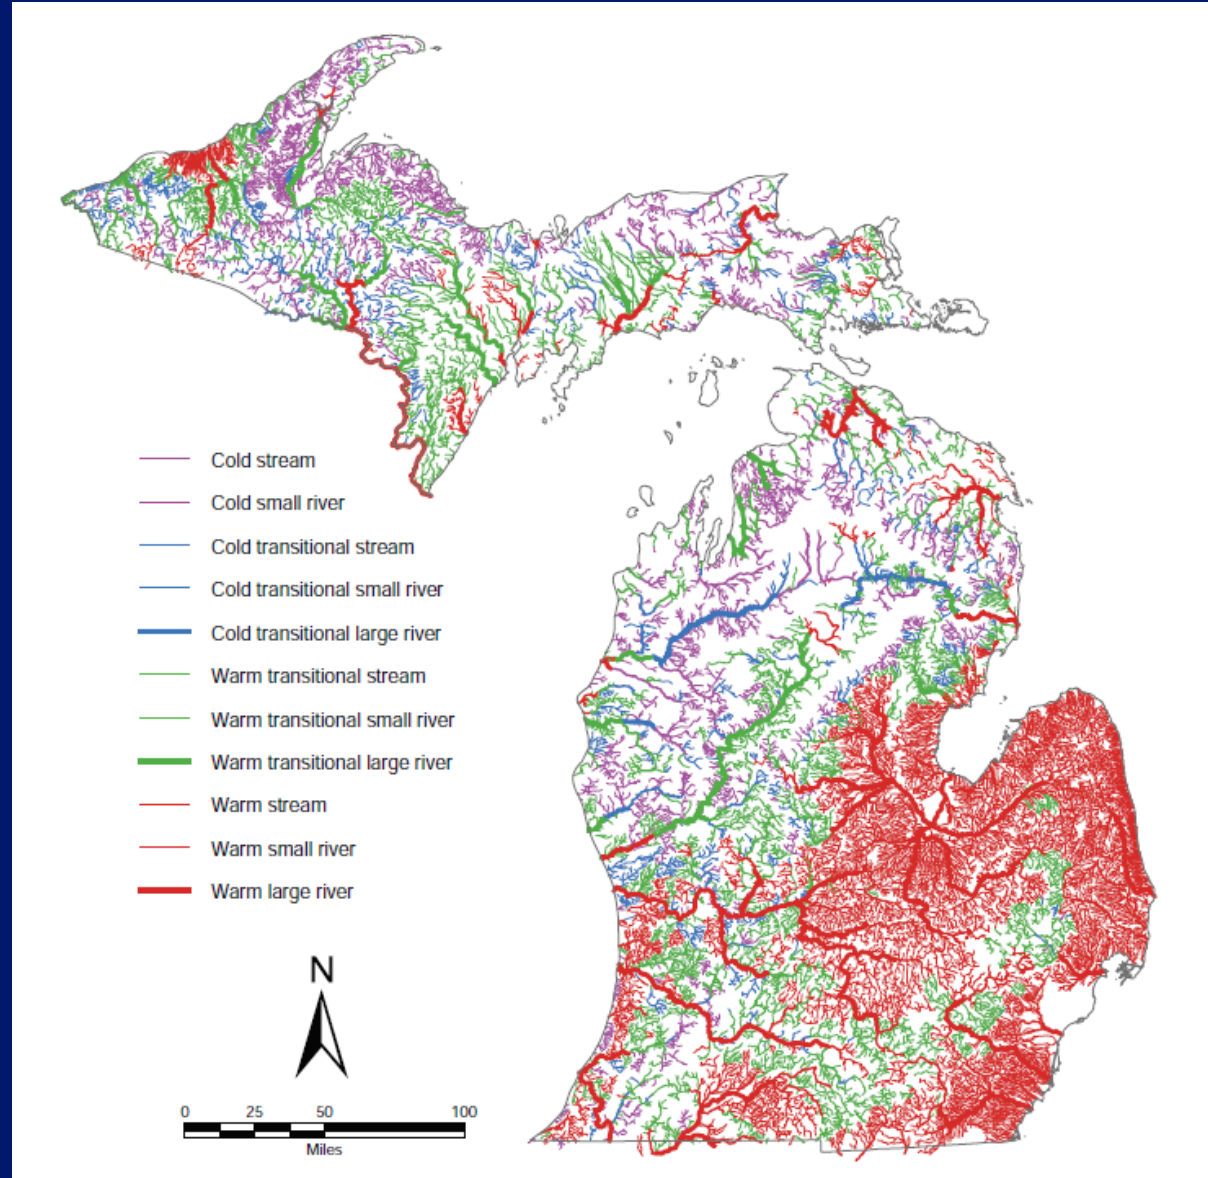 Cold stream
Cold small river
Cold transitional stream
Cold transitional small river
Cold transitional large river
Warm transitional stream
Warm transitional small river
Warm transitional large river
Warm stream
Warm small river
Warm large river
N
0 25 50 100
Miles